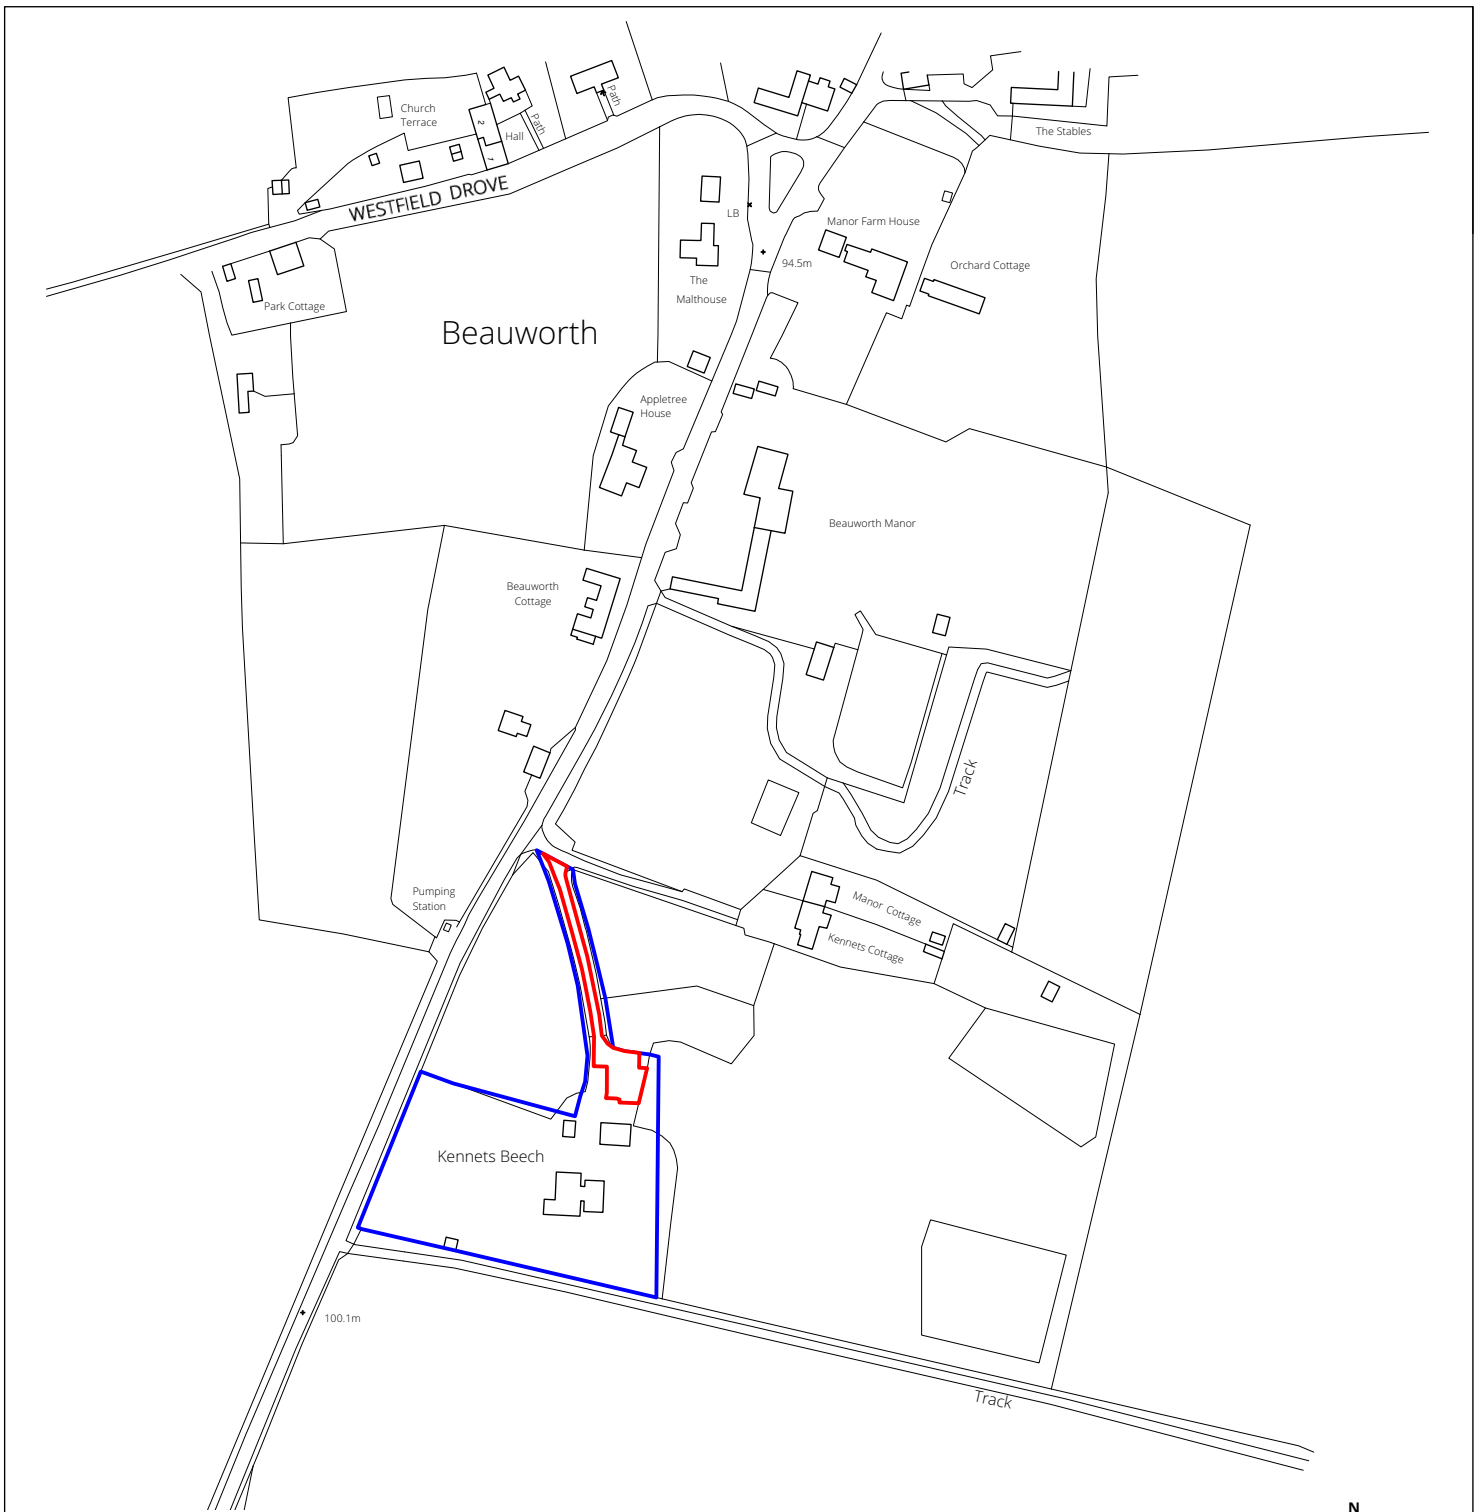 Church
Terrace
2
1
Hall
Path
Path
WESTFIELD DROVE
The Stables
LB
Manor Farm House
94.5m
Orchard Cottage
The
Malthouse
Park Cottage
Beauworth
Appletree
House
Beauworth Manor
Beauworth
Cottage
Track
Pumping
Station
Manor Cottage
Kennets Cottage
Kennets Beech
100.1m
Track
N